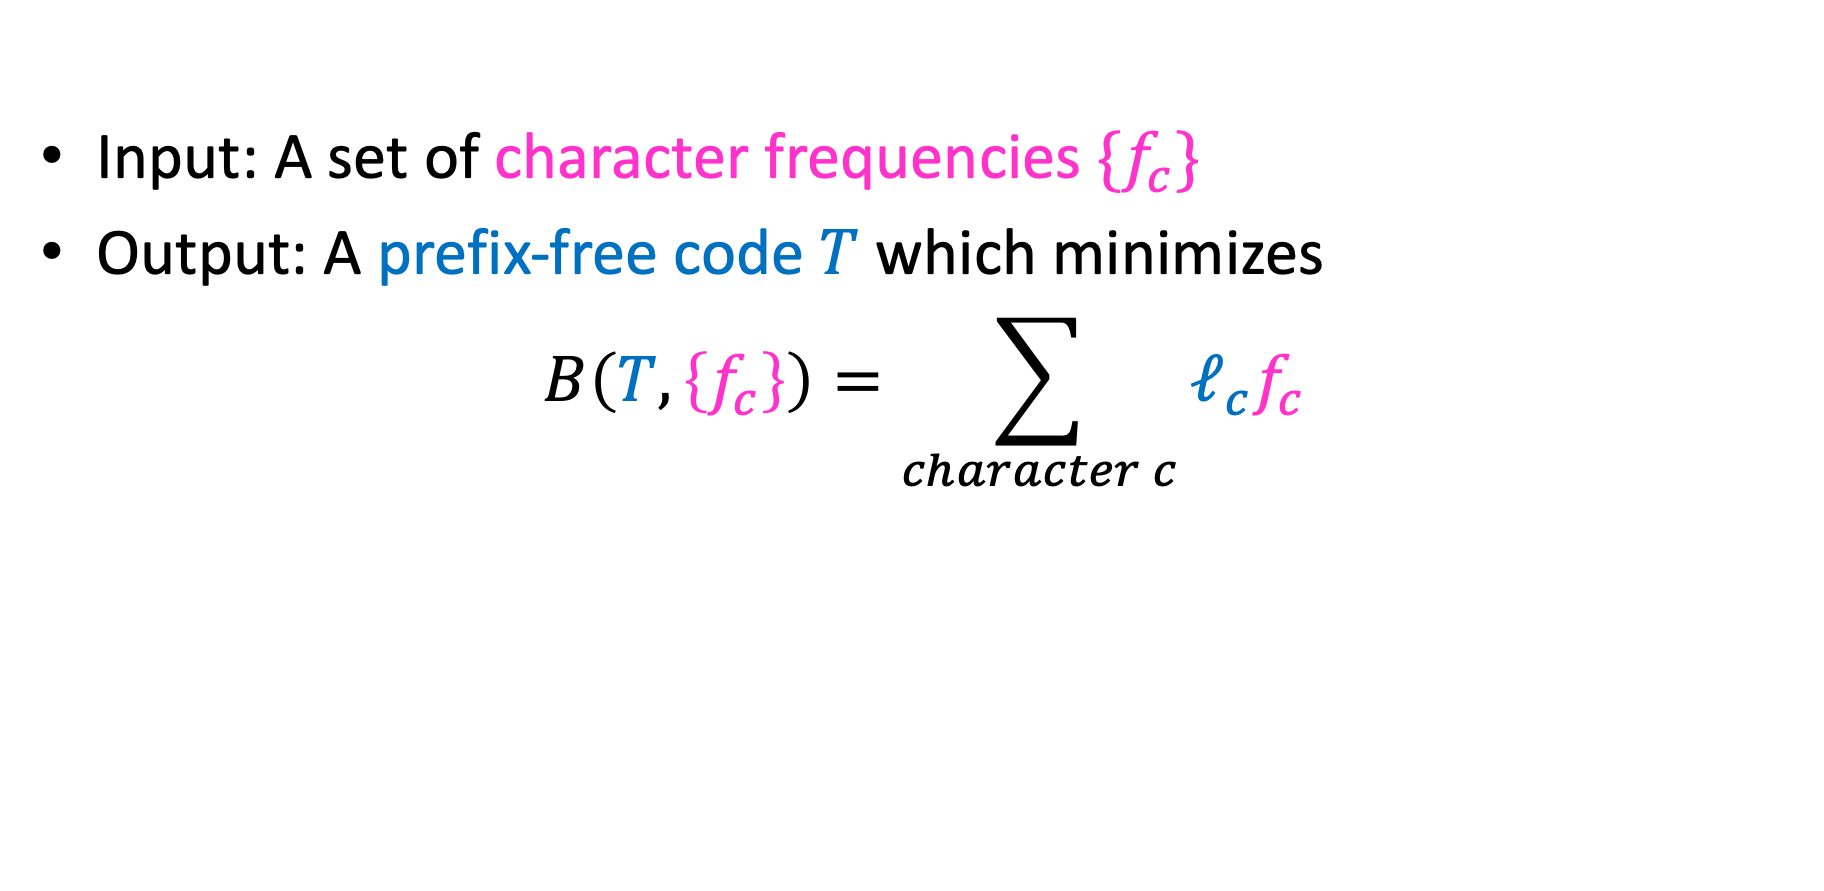 • Input: A set of character frequencies {f_c}
• Output: A prefix-free code T which minimizes
B(T, {f_c}) = ∑ ℓ_c f_c
character c